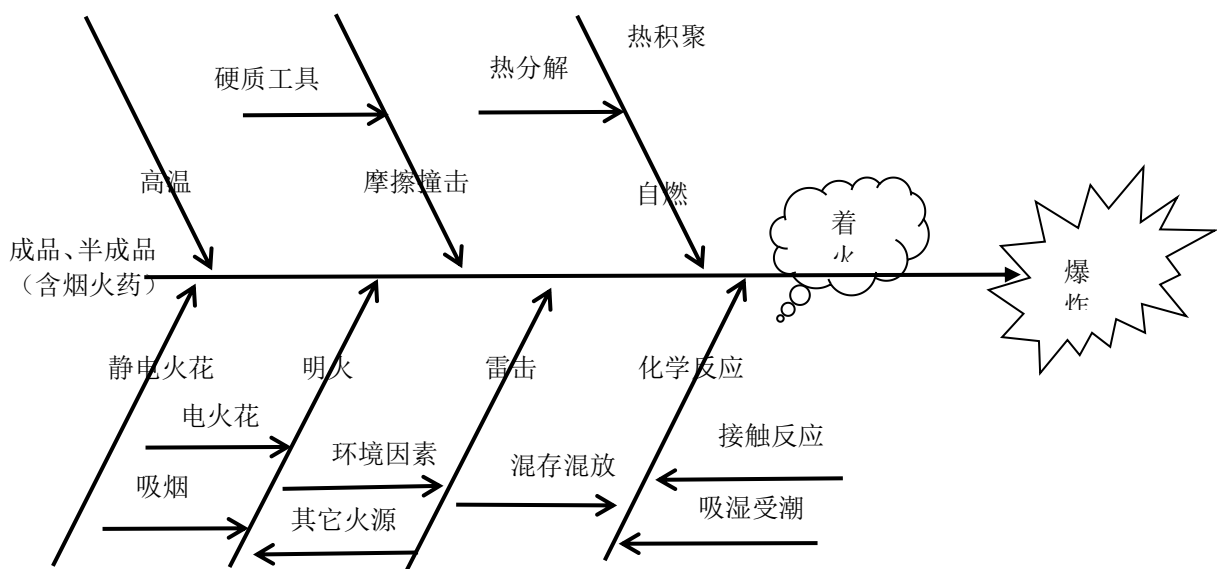 热积聚
热分解
硬质工具
高温
摩擦撞击
自燃
着
火
成品、半成品
（含烟火药）
爆
炸
静电火花
明火
雷击
化学反应
电火花
接触反应
环境因素
混存混放
吸烟
吸湿受潮
其它火源